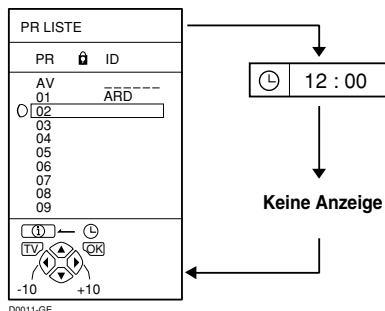 PR LISTE
PR ID
AV ______
01 ARD
02
03
04
05
06
07
08
09
TV OK
-10 +10
12 : 00
Keine Anzeige
D0011-GE